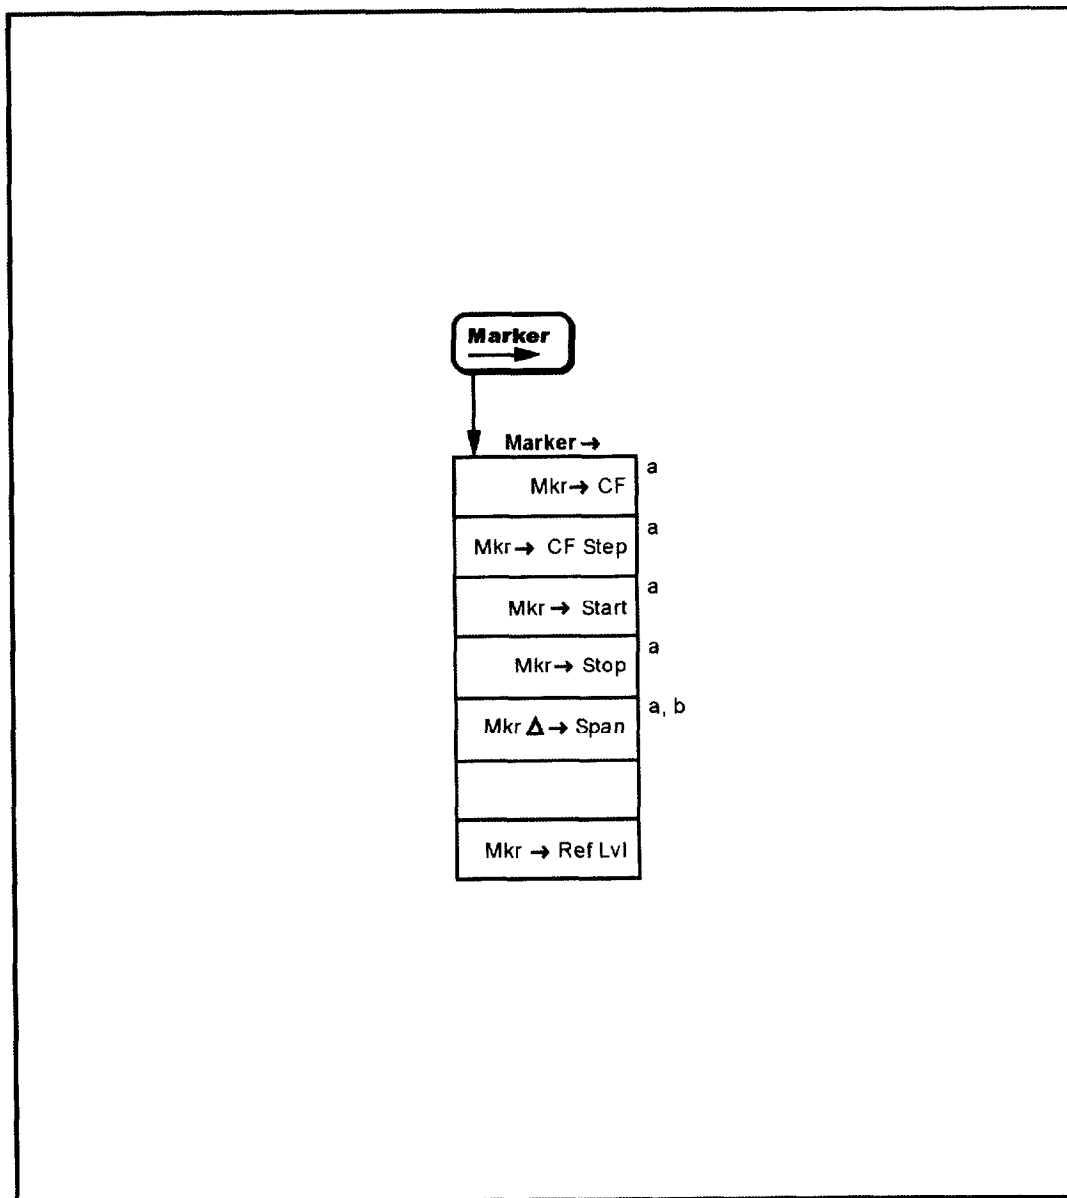 Marker
Marker →
Mkr → CF a
Mkr → CF Step a
Mkr → Start a
Mkr → Stop a
Mkr Δ → Span a, b
Mkr → Ref Lvl